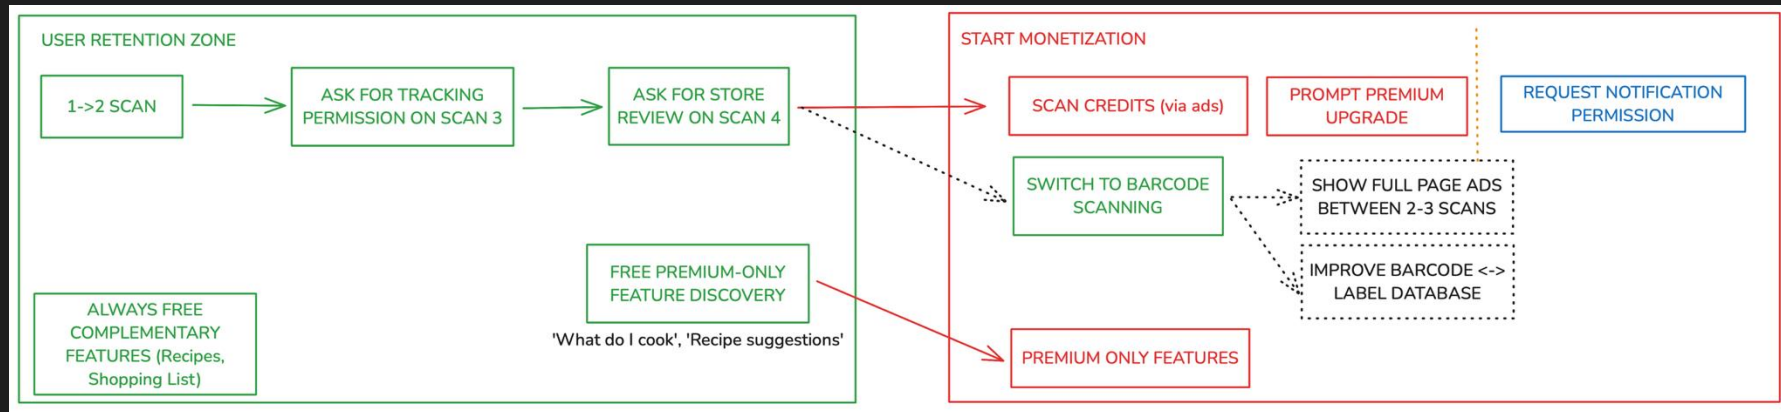 USER RETENTION ZONE
1->2 SCAN
ASK FOR TRACKING
PERMISSION ON SCAN 3
ASK FOR STORE
REVIEW ON SCAN 4
FREE PREMIUM-ONLY
FEATURE DISCOVERY
'What do I cook', 'Recipe suggestions'
ALWAYS FREE
COMPLEMENTARY
FEATURES (Recipes,
Shopping List)
START MONETIZATION
SCAN CREDITS (via ads)
PROMPT PREMIUM
UPGRADE
REQUEST NOTIFICATION
PERMISSION
SWITCH TO BARCODE
SCANNING
SHOW FULL PAGE ADS
BETWEEN 2-3 SCANS
IMPROVE BARCODE <->
LABEL DATABASE
PREMIUM ONLY FEATURES